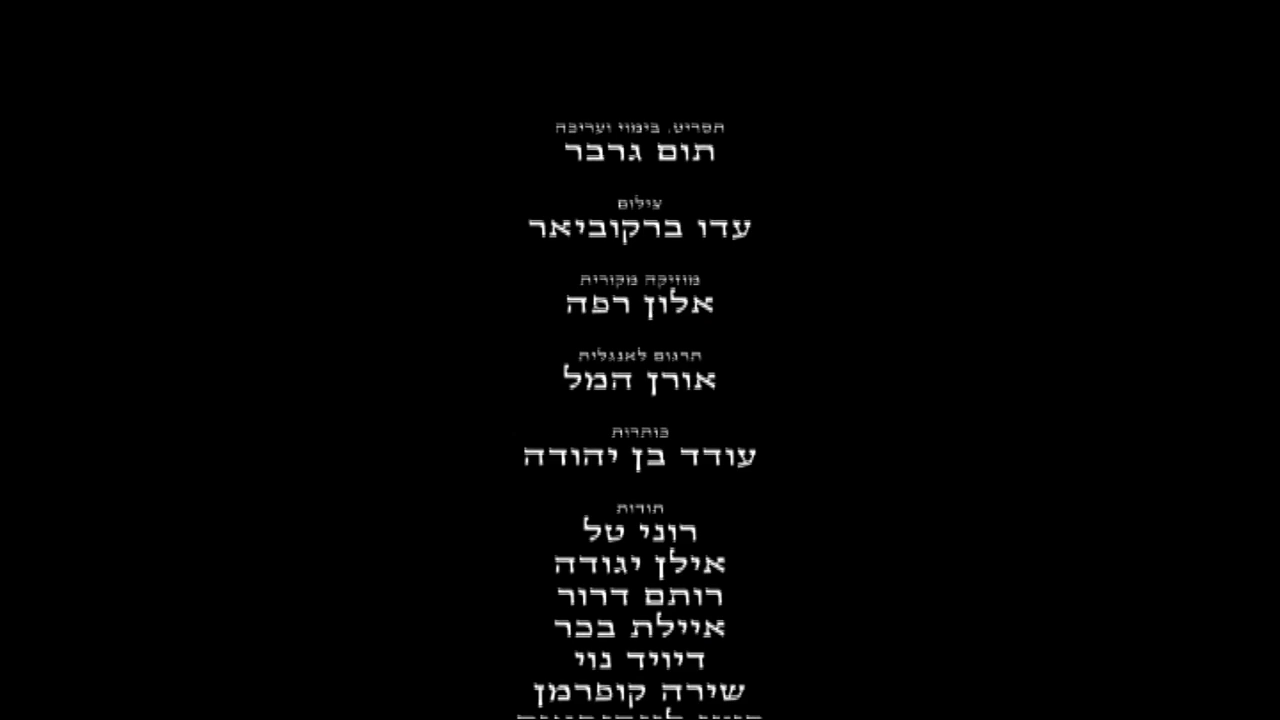 תסריט, בימוי ועריכה
תום גרבר
צילום
עדו ברקוביאר
מוזיקה מקורית
אלון רפה
תרגום לאנגלית
אורן המל
כותרות
עודד בן יהודה
תודות
רוני טל
אילן יגודה
רותם דרור
איילת בכר
דיויד נוי
שירה קופרמן